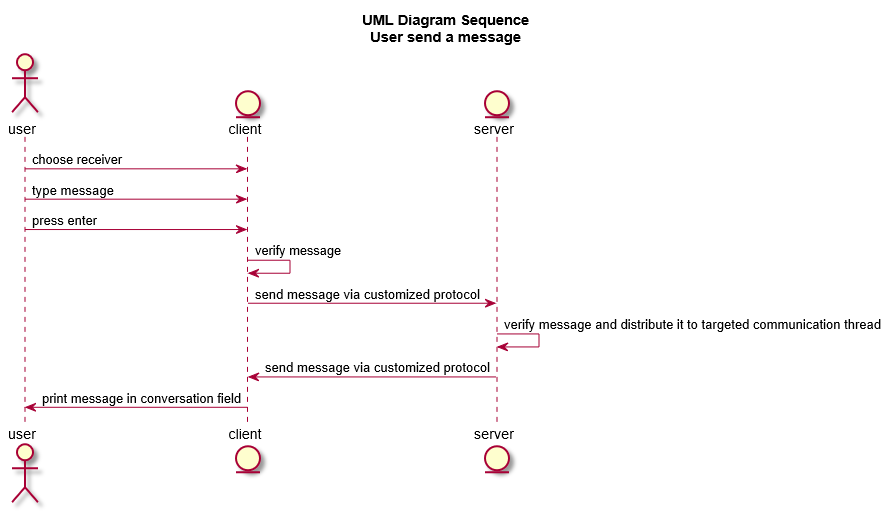 UML Diagram Sequence
User send a message
user
client
server
choose receiver
type message
press enter
verify message
send message via customized protocol
verify message and distribute it to targeted communication thread
send message via customized protocol
print message in conversation field
user
client
server